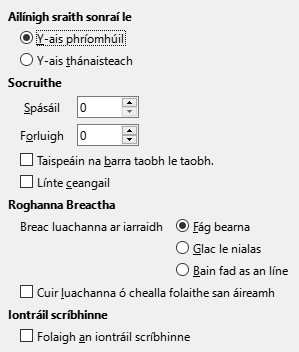 Ailínigh sraith sonraí le
Y-ais phríomhúil
Y-ais thánaisteach
Socruithe
Spásáil 0
Forluigh 0
Taispeáin na barra taobh le taobh.
Línte ceangail
Roghanna Breactha
Breac luachanna ar iarraidh Fág bearna
Glac le nialas
Bain fad as an líne
Cuir luachanna ó chealla folaithe san áireamh
Iontráil scríbhinne
Folaigh an iontráil scríbhinne